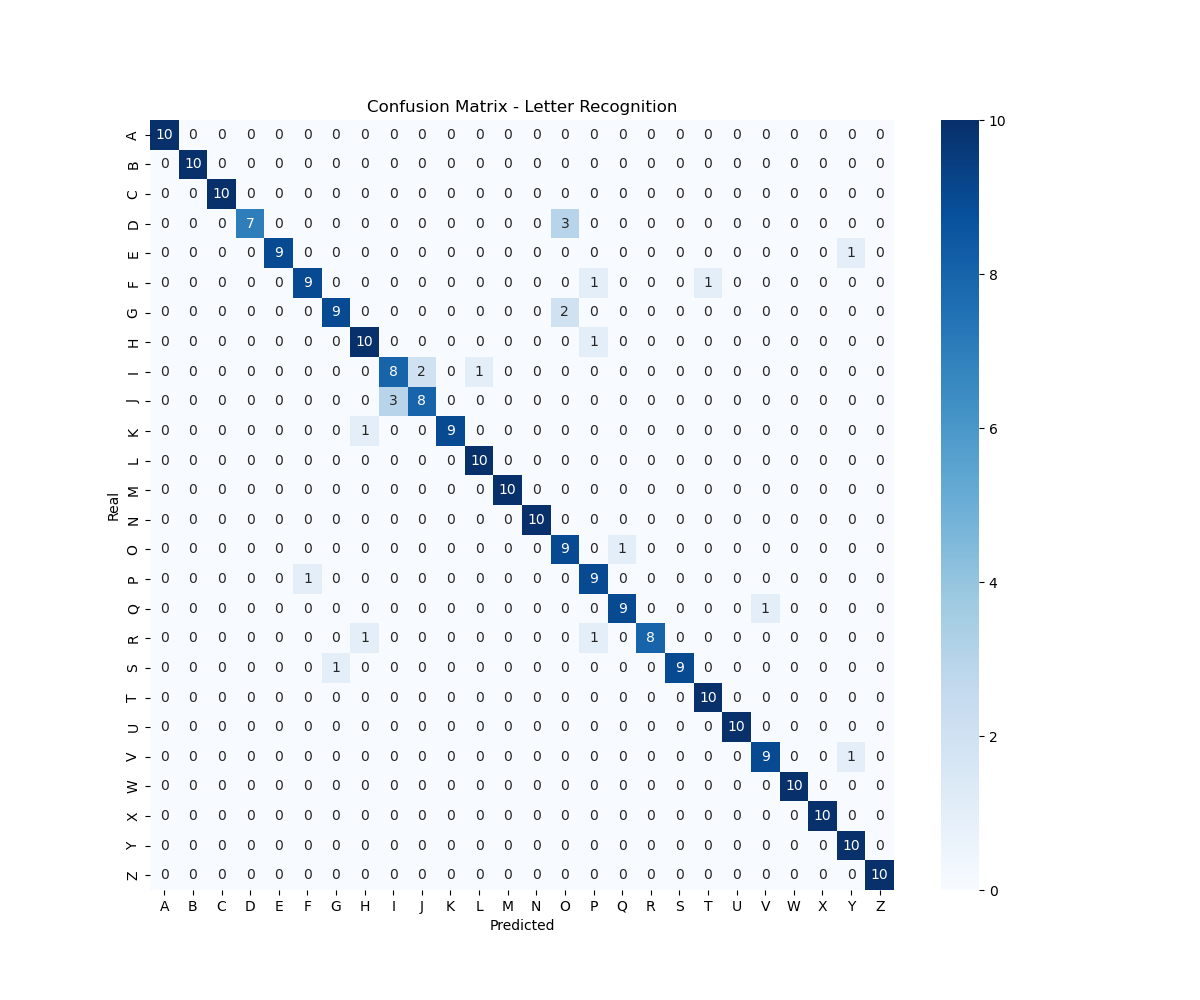 Confusion Matrix - Letter Recognition
A 10 0 0 0 0 0 0 0 0 0 0 0 0 0 0 0 0 0 0 0 0 0 0 0 0 0 10
B 0 10 0 0 0 0 0 0 0 0 0 0 0 0 0 0 0 0 0 0 0 0 0 0 0 0
C 0 0 10 0 0 0 0 0 0 0 0 0 0 0 0 0 0 0 0 0 0 0 0 0 0 0
D 0 0 0 7 0 0 0 0 0 0 0 0 0 0 3 0 0 0 0 0 0 0 0 0 0 0
E 0 0 0 0 9 0 0 0 0 0 0 0 0 0 0 0 0 0 0 0 0 0 0 0 1 0
F 0 0 0 0 0 9 0 0 0 0 0 0 0 0 0 1 0 0 0 1 0 0 0 0 0 0 8
G 0 0 0 0 0 0 9 0 0 0 0 0 0 0 2 0 0 0 0 0 0 0 0 0 0 0
H 0 0 0 0 0 0 0 10 0 0 0 0 0 0 0 1 0 0 0 0 0 0 0 0 0 0
I 0 0 0 0 0 0 0 0 8 2 0 1 0 0 0 0 0 0 0 0 0 0 0 0 0 0
J 0 0 0 0 0 0 0 0 3 8 0 0 0 0 0 0 0 0 0 0 0 0 0 0 0 0
K 0 0 0 0 0 0 0 1 0 0 9 0 0 0 0 0 0 0 0 0 0 0 0 0 0 0 6
L 0 0 0 0 0 0 0 0 0 0 0 10 0 0 0 0 0 0 0 0 0 0 0 0 0 0
M 0 0 0 0 0 0 0 0 0 0 0 0 10 0 0 0 0 0 0 0 0 0 0 0 0 0
Real
N 0 0 0 0 0 0 0 0 0 0 0 0 0 10 0 0 0 0 0 0 0 0 0 0 0 0
O 0 0 0 0 0 0 0 0 0 0 0 0 0 0 9 0 1 0 0 0 0 0 0 0 0 0
P 0 0 0 0 0 1 0 0 0 0 0 0 0 0 0 9 0 0 0 0 0 0 0 0 0 0 4
Q 0 0 0 0 0 0 0 0 0 0 0 0 0 0 0 0 9 0 0 0 0 1 0 0 0 0
R 0 0 0 0 0 0 0 1 0 0 0 0 0 0 0 1 0 8 0 0 0 0 0 0 0 0
S 0 0 0 0 0 0 1 0 0 0 0 0 0 0 0 0 0 0 9 0 0 0 0 0 0 0
T 0 0 0 0 0 0 0 0 0 0 0 0 0 0 0 0 0 0 0 10 0 0 0 0 0 0
U 0 0 0 0 0 0 0 0 0 0 0 0 0 0 0 0 0 0 0 0 10 0 0 0 0 0 2
V 0 0 0 0 0 0 0 0 0 0 0 0 0 0 0 0 0 0 0 0 0 9 0 0 1 0
W 0 0 0 0 0 0 0 0 0 0 0 0 0 0 0 0 0 0 0 0 0 0 10 0 0 0
X 0 0 0 0 0 0 0 0 0 0 0 0 0 0 0 0 0 0 0 0 0 0 0 10 0 0
Y 0 0 0 0 0 0 0 0 0 0 0 0 0 0 0 0 0 0 0 0 0 0 0 0 10 0
Z 0 0 0 0 0 0 0 0 0 0 0 0 0 0 0 0 0 0 0 0 0 0 0 0 0 10 0
A B C D E F G H I J K L M N O P Q R S T U V W X Y Z
Predicted